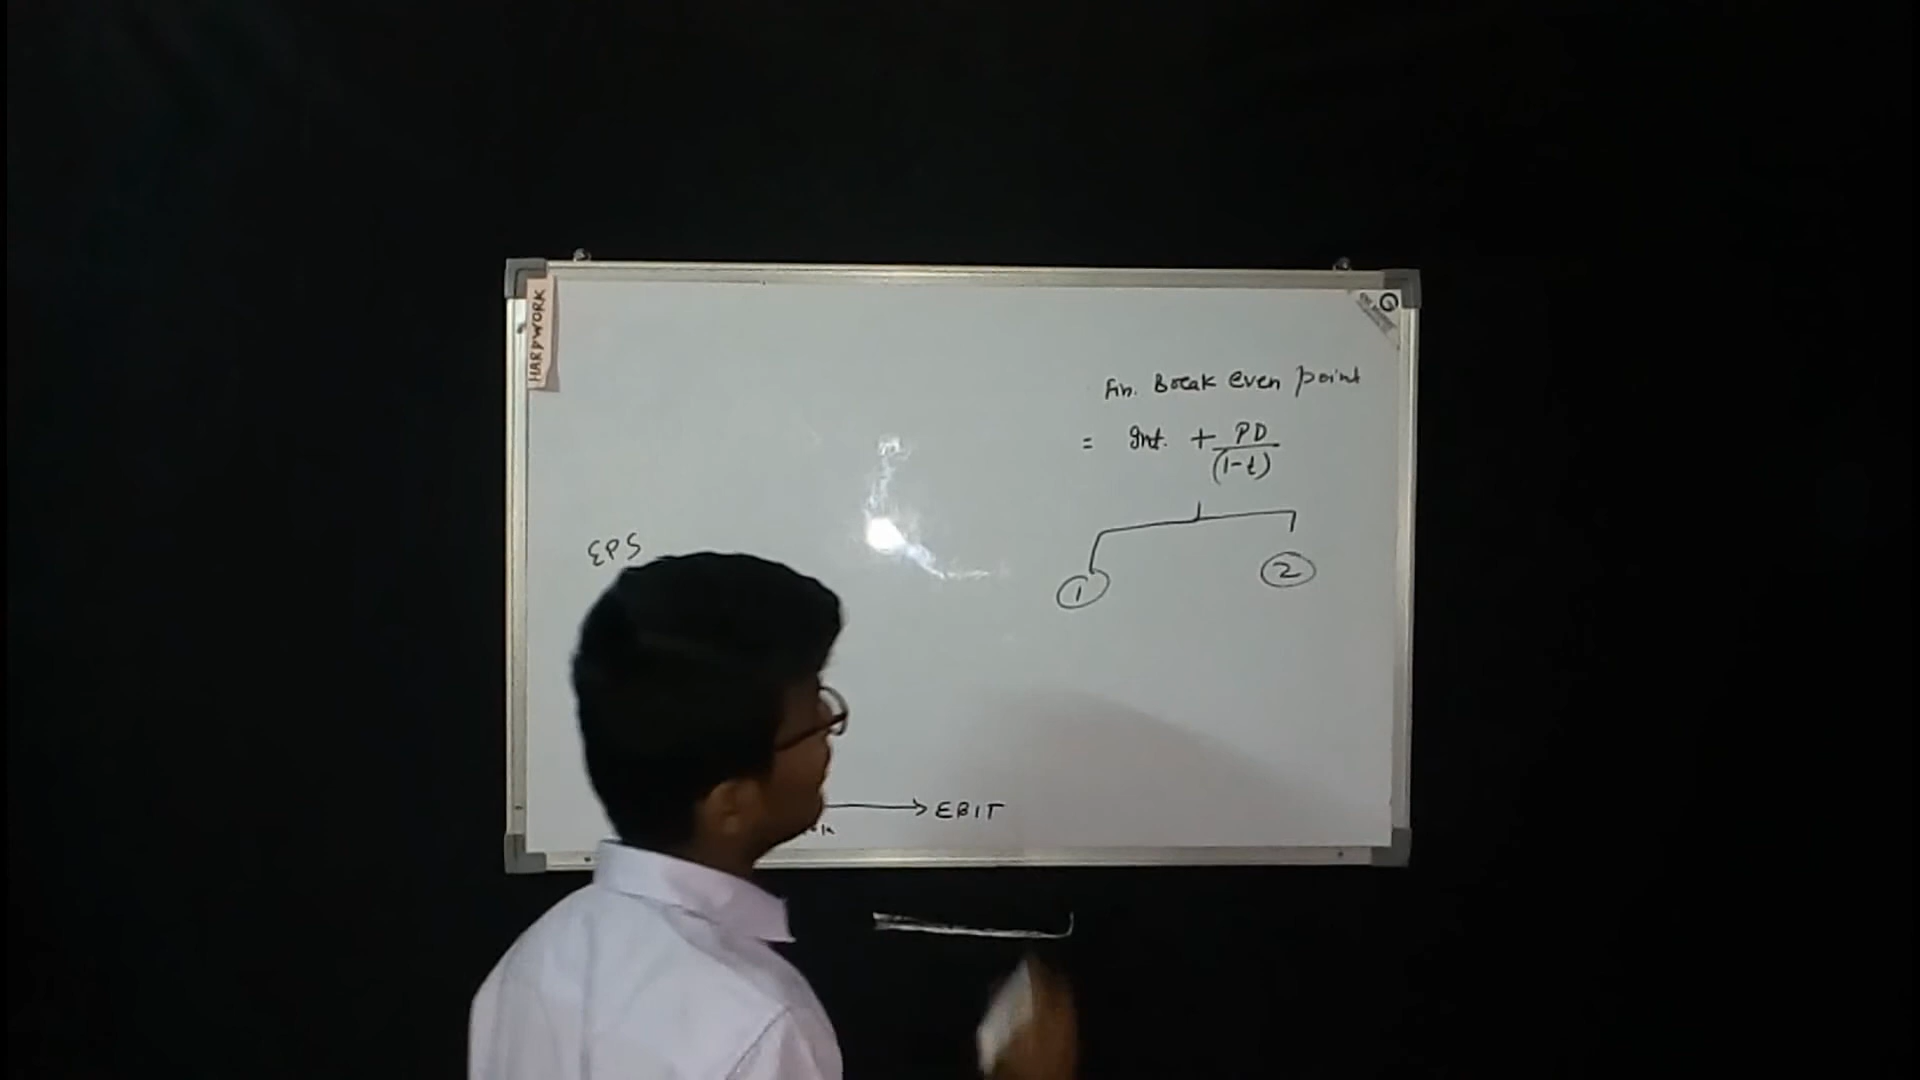 HARDWORK
Fin. Break even point
= Int. + PD
(1-t)
EPS
1 2
EBIT